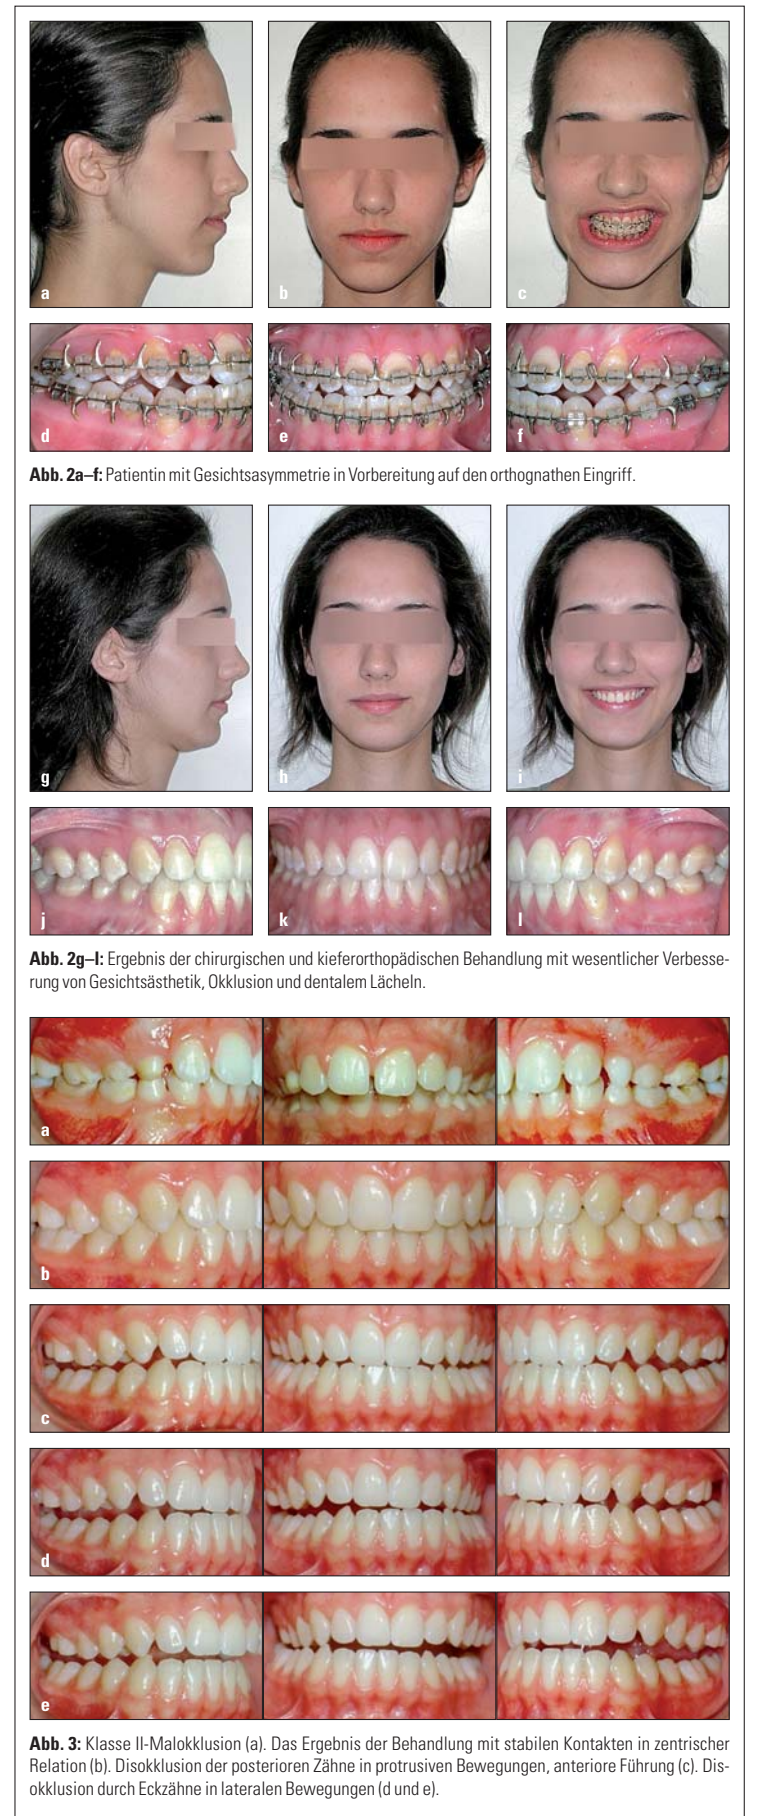 a
b
c
d
e
f
Abb. 2a–f: Patientin mit Gesichtsasymmetrie in Vorbereitung auf den orthognathen Eingriff.
g
h
i
j
k
l
Abb. 2g–l: Ergebnis der chirurgischen und kieferorthopädischen Behandlung mit wesentlicher Verbesse-
rung von Gesichtsästhetik, Okklusion und dentalem Lächeln.
a
b
c
d
e
Abb. 3: Klasse II-Malokklusion (a). Das Ergebnis der Behandlung mit stabilen Kontakten in zentrischer
Relation (b). Disokklusion der posterioren Zähne in protrusiven Bewegungen, anteriore Führung (c). Dis-
okklusion durch Eckzähne in lateralen Bewegungen (d und e).